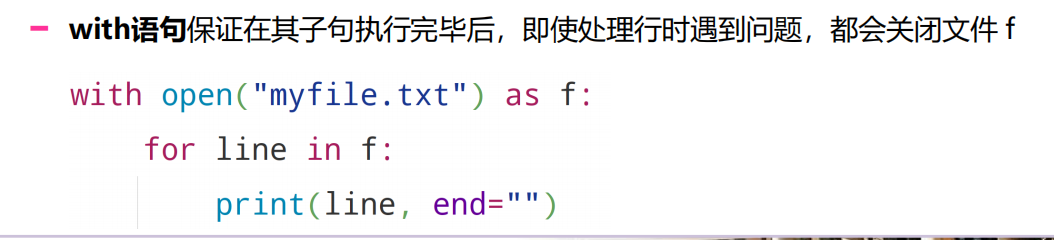 – with语句保证在其子句执行完毕后，即使处理行时遇到问题，都会关闭文件 f
with open("myfile.txt") as f:
    for line in f:
        print(line, end="")